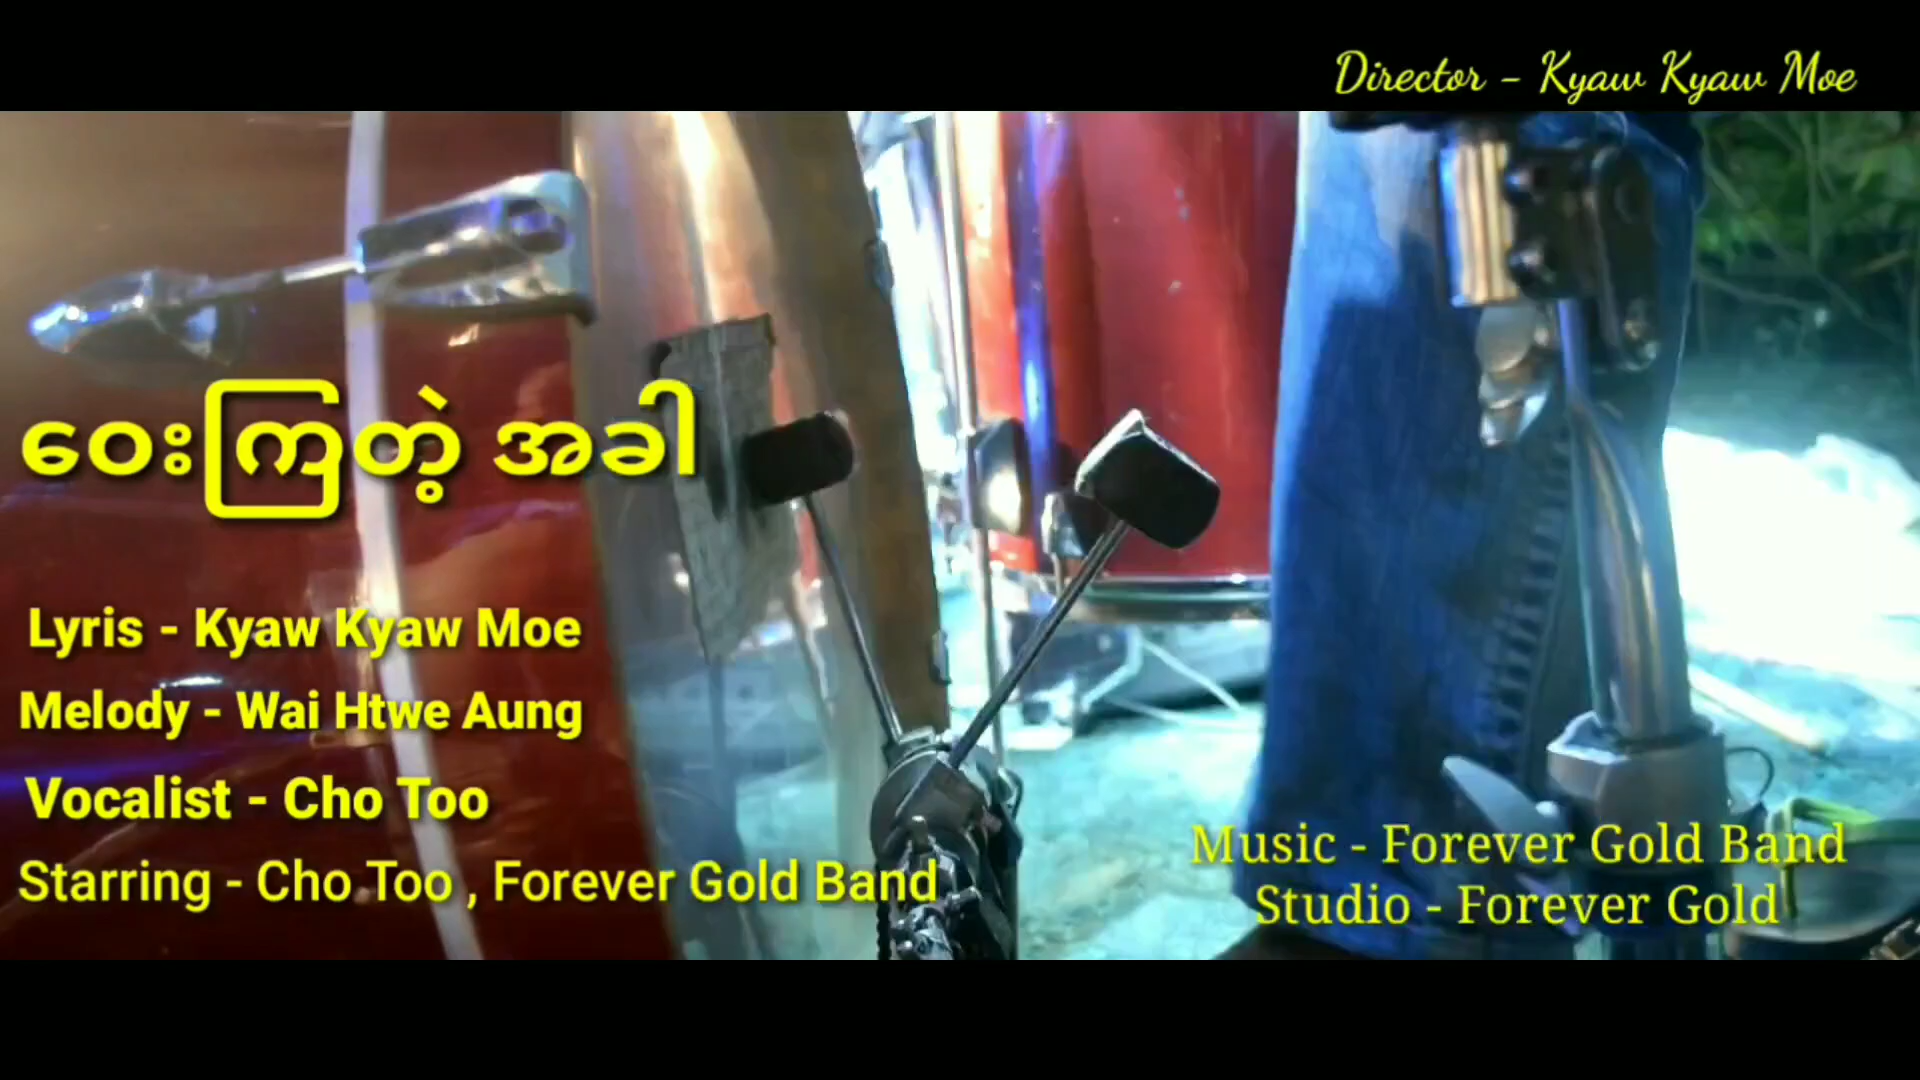 Director - Kyaw Kyaw Moe
ဝေးကြတဲ့ အခါ
Lyris - Kyaw Kyaw Moe
Melody - Wai Htwe Aung
Vocalist - Cho Too
Starring - Cho Too , Forever Gold Band
Music - Forever Gold Band
Studio - Forever Gold